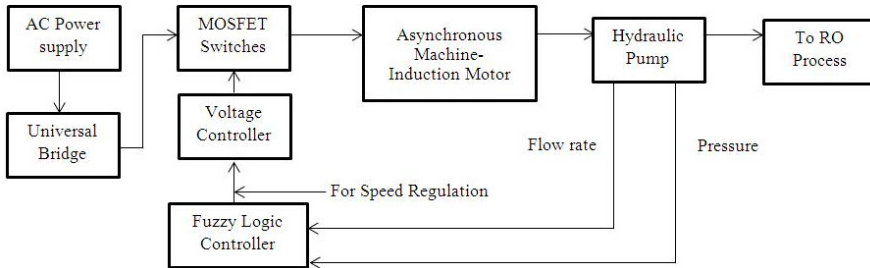 AC Power
supply
MOSFET
Switches
Asynchronous
Machine-
Induction Motor
Hydraulic
Pump
To RO
Process
Universal
Bridge
Voltage
Controller
Flow rate
Pressure
For Speed Regulation
Fuzzy Logic
Controller